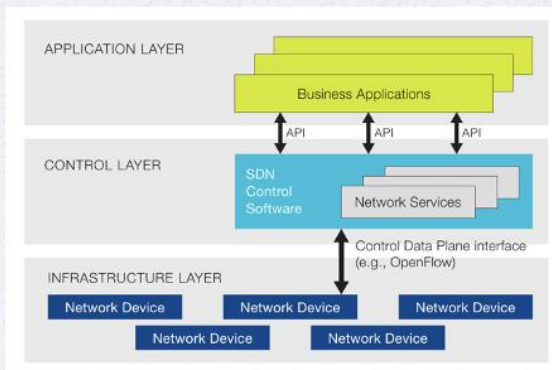 APPLICATION LAYER
Business Applications
API
API
API
CONTROL LAYER
SDN
Control
Software
Network Services
Control Data Plane interface
(e.g., OpenFlow)
INFRASTRUCTURE LAYER
Network Device
Network Device
Network Device
Network Device
Network Device